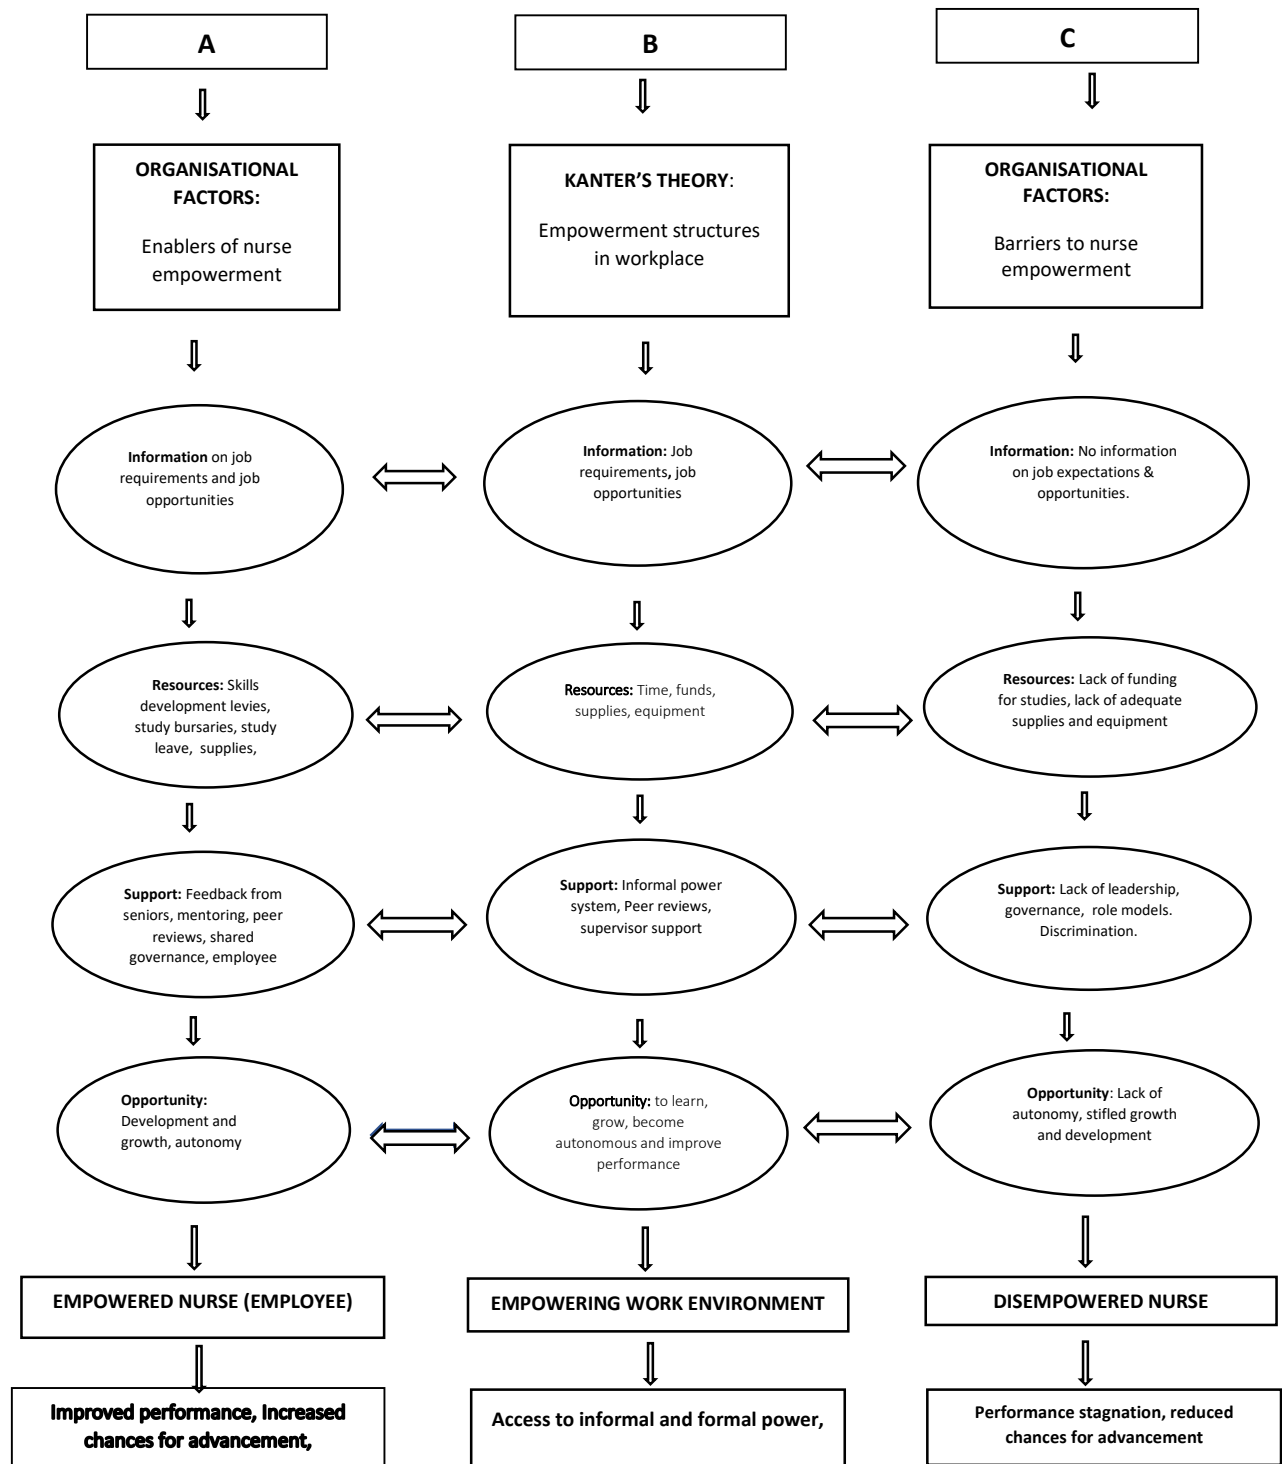 A
ORGANISATIONAL
FACTORS:
Enablers of nurse
empowerment
Information on job
requirements and job
opportunities
Resources: Skills
development levies,
study bursaries, study
leave, supplies,
Support: Feedback from
seniors, mentoring, peer
reviews, shared
governance, employee
Opportunity:
Development and
growth, autonomy
EMPOWERED NURSE (EMPLOYEE)
Improved performance, Increased
chances for advancement,
B
KANTER’S THEORY:
Empowerment structures
in workplace
Information: Job
requirements, job
opportunities
Resources: Time, funds,
supplies, equipment
Support: Informal power
system, Peer reviews,
supervisor support
Opportunity: to learn,
grow, become
autonomous and improve
performance
EMPOWERING WORK ENVIRONMENT
Access to informal and formal power,
C
ORGANISATIONAL
FACTORS:
Barriers to nurse
empowerment
Information: No information
on job expectations &
opportunities.
Resources: Lack of funding
for studies, lack of adequate
supplies and equipment
Support: Lack of leadership,
governance, role models.
Discrimination.
Opportunity: Lack of
autonomy, stifled growth
and development
DISEMPOWERED NURSE
Performance stagnation, reduced
chances for advancement